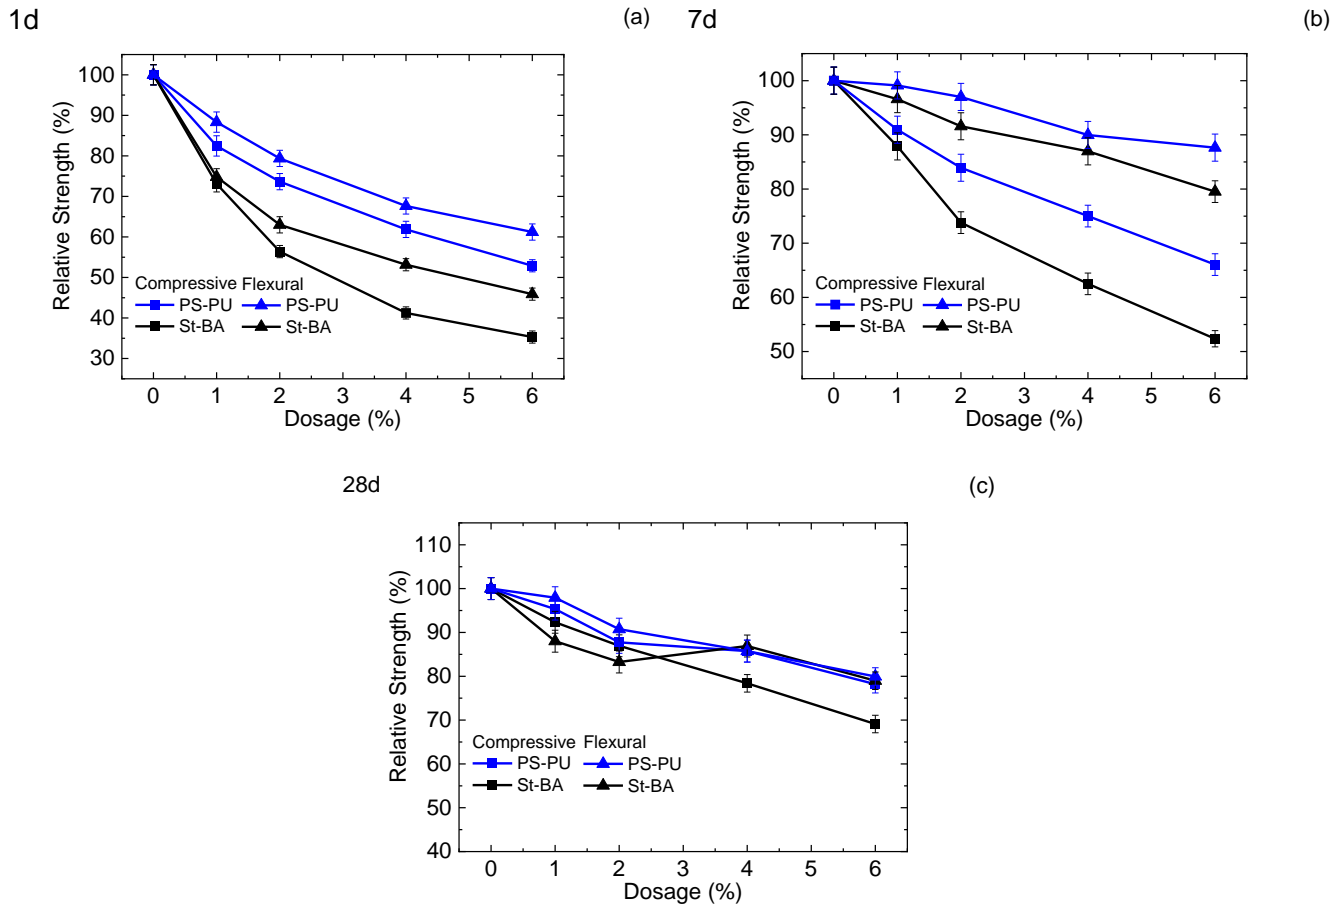 1d
(a)
Relative Strength (%)
100
90
80
70
60
50
40
30
Compressive Flexural
PS-PU PS-PU
St-BA St-BA
0 1 2 3 4 5 6
Dosage (%)
7d
(b)
Relative Strength (%)
100
90
80
70
60
50
Compressive Flexural
PS-PU PS-PU
St-BA St-BA
0 1 2 4 5 6
Dosage (%)
28d
(c)
Relative Strength (%)
110
100
90
80
70
60
50
40
Compressive Flexural
PS-PU PS-PU
St-BA St-BA
0 1 2 3 4 5 6
Dosage (%)